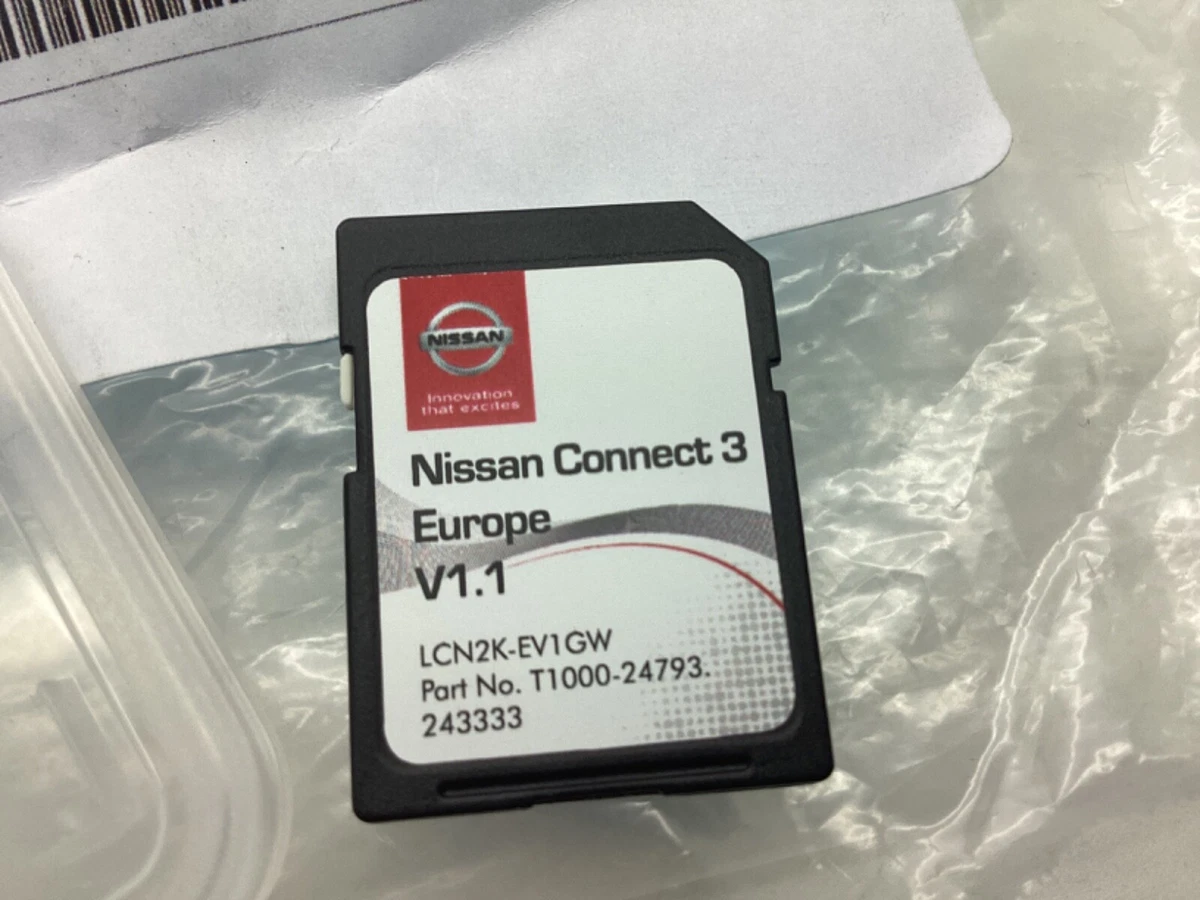 NISSAN
Innovation
that excites
Nissan Connect 3
Europe
V1.1
LCN2K-EV1GW
Part No. T1000-24793.
243333